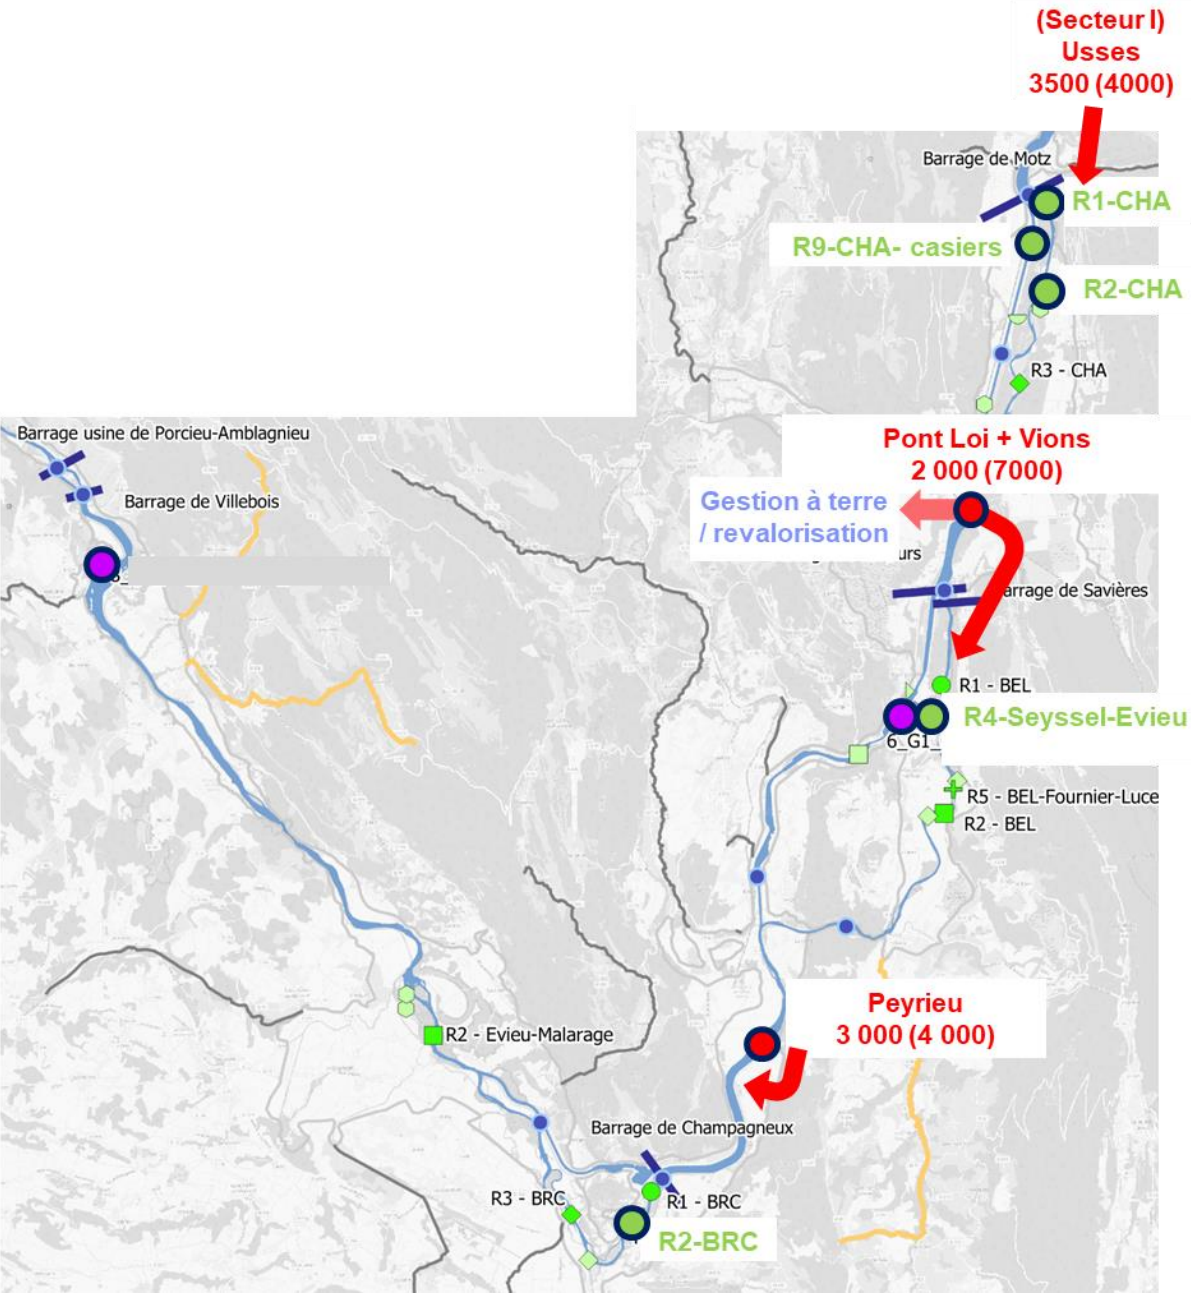 (Secteur I)
Usses
3500 (4000)
Barrage de Motz
R1-CHA
R9-CHA- casiers
R2-CHA
R3 - CHA
Barrage usine de Porcieu-Amblagnieu
Barrage de Villebois
Pont Loi + Vions
2 000 (7000)
Gestion à terre
/ revalorisation
urs
arrage de Savières
R1 - BEL
R4-Seyssel-Evieu
6_G1_
R5 - BEL-Fournier-Luce
R2 - BEL
Peyrieu
3 000 (4 000)
R2 - Evieu-Malarage
Barrage de Champagneux
R3 - BRC
R1 - BRC
R2-BRC